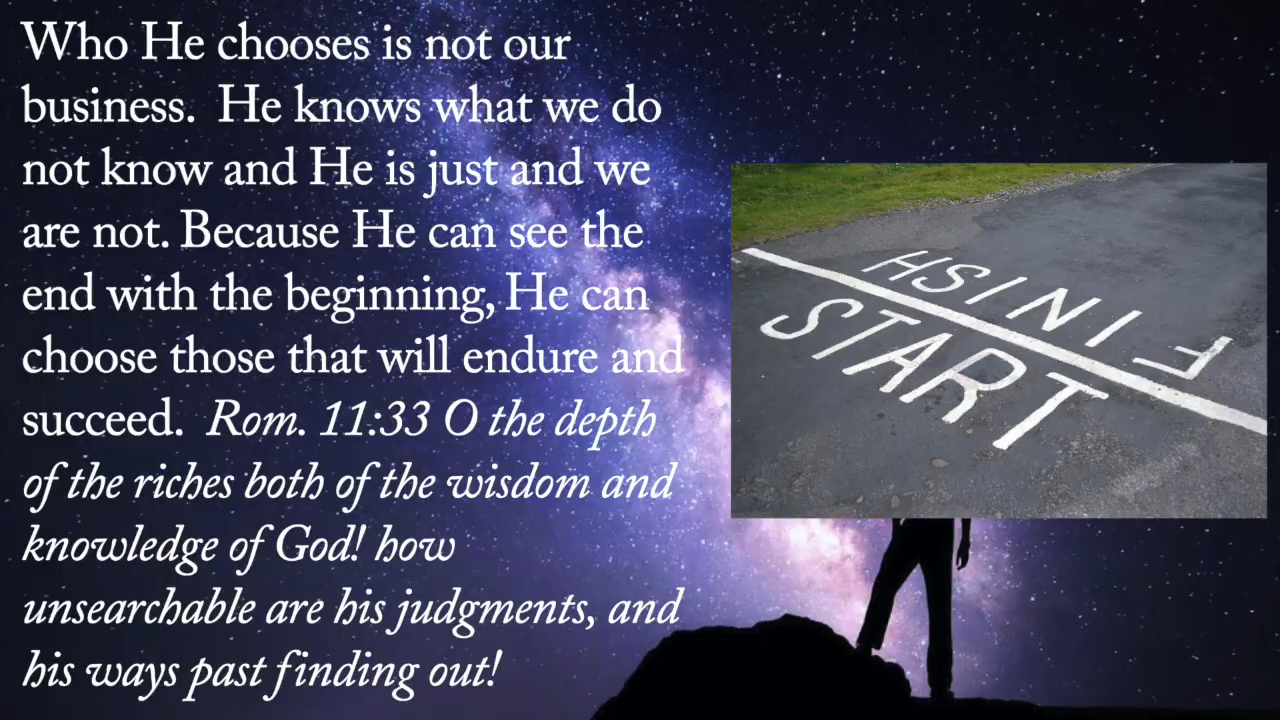 Who He chooses is not our
business.  He knows what we do
not know and He is just and we
are not. Because He can see the
end with the beginning, He can
choose those that will endure and
succeed.  Rom. 11:33 O the depth
of the riches both of the wisdom and
knowledge of God! how
unsearchable are his judgments, and
his ways past finding out!
FINISH
START